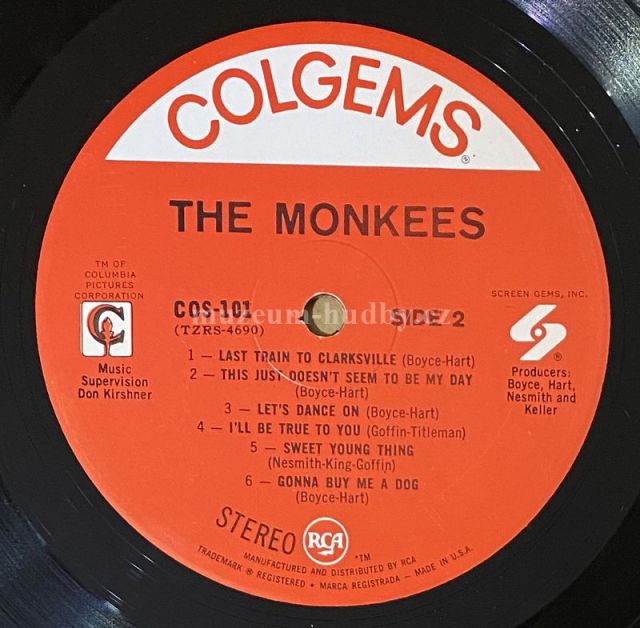 COLGEMS®
THE MONKEES
TM OF
COLUMBIA
PICTURES
CORPORATION
Music
Supervision
Don Kirshner
COS-101
(TZRS-4690)
SIDE 2
muzeum-hudby.cz
SCREEN GEMS, INC.
®
Producers:
Boyce, Hart,
Nesmith and
Keller
1 — LAST TRAIN TO CLARKSVILLE (Boyce-Hart)
2 — THIS JUST DOESN'T SEEM TO BE MY DAY
(Boyce-Hart)
3 — LET'S DANCE ON (Boyce-Hart)
4 — I'LL BE TRUE TO YOU (Goffin-Titleman)
5 — SWEET YOUNG THING
(Nesmith-King-Goffin)
6 — GONNA BUY ME A DOG
(Boyce-Hart)
STEREO
RCA
*TM
MANUFACTURED AND DISTRIBUTED BY RCA
TRADEMARK ® REGISTERED • MARCA REGISTRADA – MADE IN U.S.A.